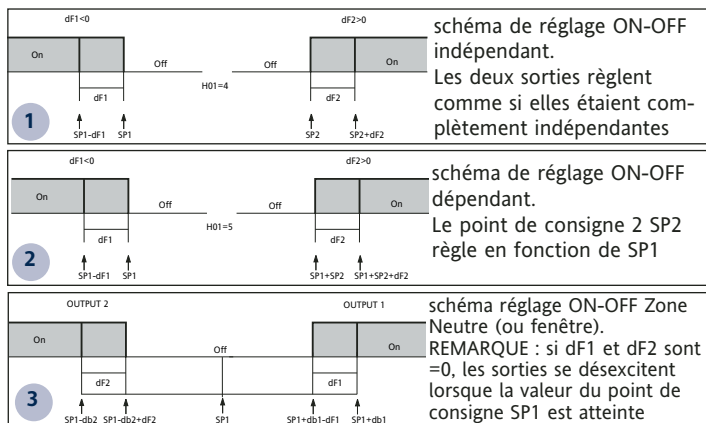 dF1<0
dF2>0
On
Off
Off
On
H01=4
dF1
dF2
1
SP1-dF1
SP1
SP2
SP2+dF2
schéma de réglage ON-OFF
indépendant.
Les deux sorties règlent
comme si elles étaient com-
plètement indépendantes
dF1<0
dF2>0
On
Off
Off
On
H01=5
dF1
dF2
2
SP1-dF1
SP1
SP1+SP2
SP1+SP2+dF2
schéma de réglage ON-OFF
dépendant.
Le point de consigne 2 SP2
règle en fonction de SP1
OUTPUT 2
OUTPUT 1
On
Off
On
dF2
dF1
3
SP1-db2
SP1-db2+dF2
SP1
SP1+db1-dF1
SP1+db1
schéma réglage ON-OFF Zone
Neutre (ou fenêtre).
REMARQUE : si dF1 et dF2 sont
=0, les sorties se désexcitent
lorsque la valeur du point de
consigne SP1 est atteinte